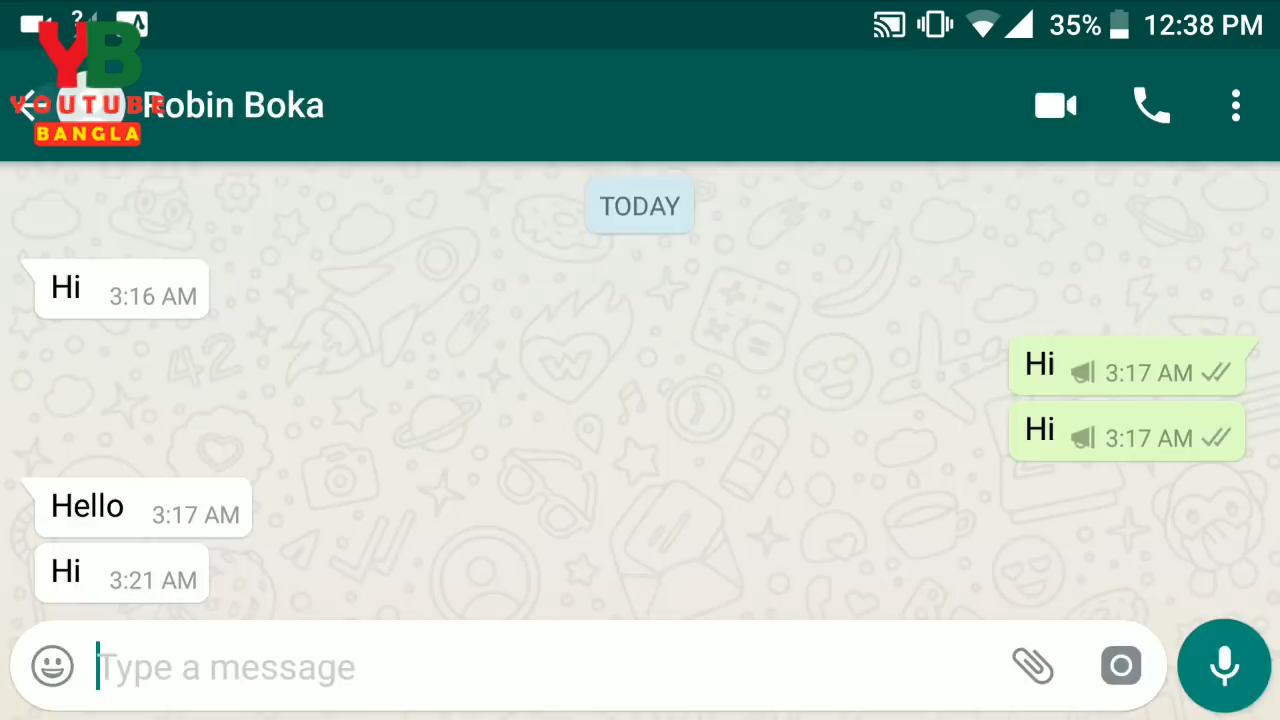 ?
35% 12:38 PM
YB
YOUTUBE
BANGLA
Robin Boka
TODAY
Hi 3:16 AM
Hi 3:17 AM
Hi 3:17 AM
Hello 3:17 AM
Hi 3:21 AM
Type a message